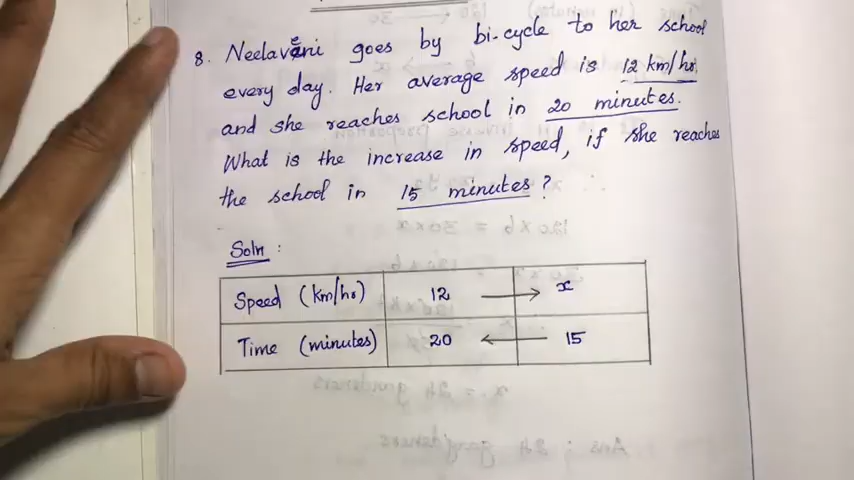 8. Neelaveni goes by bi-cycle to her school
every day. Her average speed is 12 km/hr
and she reaches school in 20 minutes.
What is the increase in speed, if she reaches
the school in 15 minutes?
Soln :
Speed (km/hr) 12 → x
Time (minutes) 20 ← 15